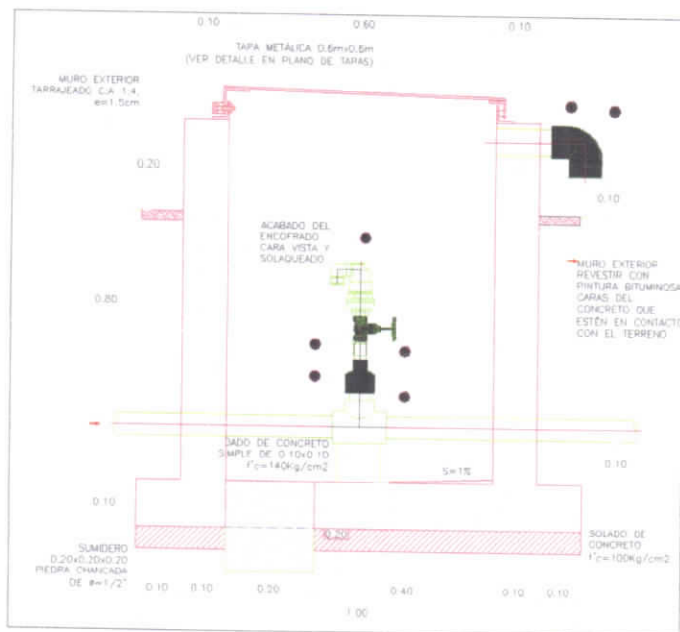 0.10
0.60
0.10
TAPA METÁLICA 0.6mx0.6m
(VER DETALLE EN PLANO DE TAPAS)
MURO EXTERIOR
TARRAJEADO C:A 1:4,
e=1.5cm
0.20
0.10
ACABADO DEL
ENCOFRADO
CARA VISTA Y
SOLAQUEADO
MURO EXTERIOR
REVESTIR CON
PINTURA BITUMINOSA
CARAS DEL
CONCRETO QUE
ESTÉN EN CONTACTO
CON EL TERRENO
0.80
DADO DE CONCRETO
SIMPLE DE 0.10x0.10
f'c=140Kg/cm2
S=1%
0.10
0.10
0.20
SUMIDERO
0.20x0.20x0.20
PIEDRA CHANCADA
DE ø=1/2"
SOLADO DE
CONCRETO
f'c=100Kg/cm2
0.10 0.10 0.20 0.40 0.10 0.10
1.00